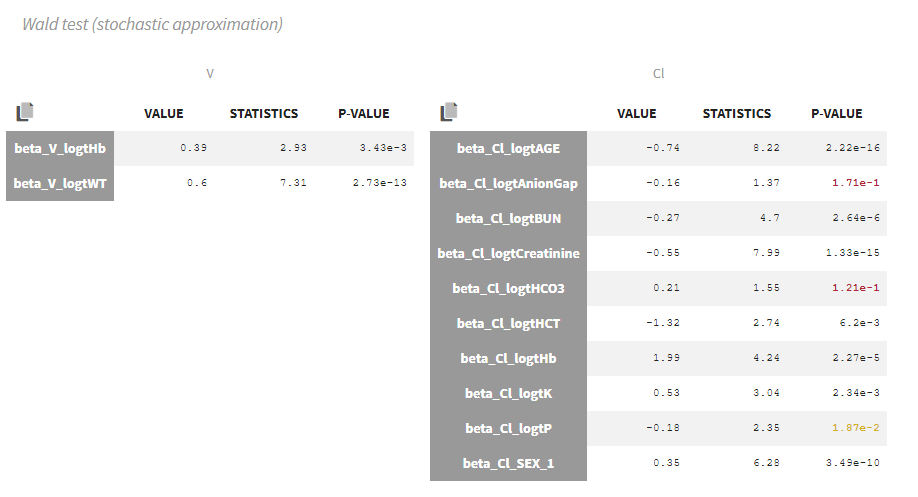 Wald test (stochastic approximation)
V
VALUE STATISTICS P-VALUE
beta_V_logtHb 0.39 2.93 3.43e-3
beta_V_logtWT 0.6 7.31 2.73e-13
Cl
VALUE STATISTICS P-VALUE
beta_Cl_logtAGE -0.74 8.22 2.22e-16
beta_Cl_logtAnionGap -0.16 1.37 1.71e-1
beta_Cl_logtBUN -0.27 4.7 2.64e-6
beta_Cl_logtCreatinine -0.55 7.99 1.33e-15
beta_Cl_logtHCO3 0.21 1.55 1.21e-1
beta_Cl_logtHCT -1.32 2.74 6.2e-3
beta_Cl_logtHb 1.99 4.24 2.27e-5
beta_Cl_logtK 0.53 3.04 2.34e-3
beta_Cl_logtP -0.18 2.35 1.87e-2
beta_Cl_SEX_1 0.35 6.28 3.49e-10